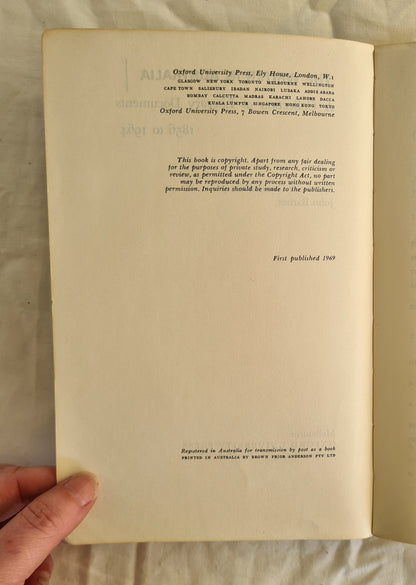 Oxford University Press, Ely House, London, W.1
GLASGOW NEW YORK TORONTO MELBOURNE WELLINGTON
CAPE TOWN SALISBURY IBADAN NAIROBI LUSAKA ADDIS ABABA
BOMBAY CALCUTTA MADRAS KARACHI LAHORE DACCA
KUALA LUMPUR SINGAPORE HONG KONG TOKYO
Oxford University Press, 7 Bowen Crescent, Melbourne
This book is copyright. Apart from any fair dealing
for the purposes of private study, research, criticism or
review, as permitted under the Copyright Act, no part
may be reproduced by any process without written
permission. Inquiries should be made to the publishers.
First published 1969
Registered in Australia for transmission by post as a book
PRINTED IN AUSTRALIA BY BROWN PRIOR ANDERSON PTY LTD